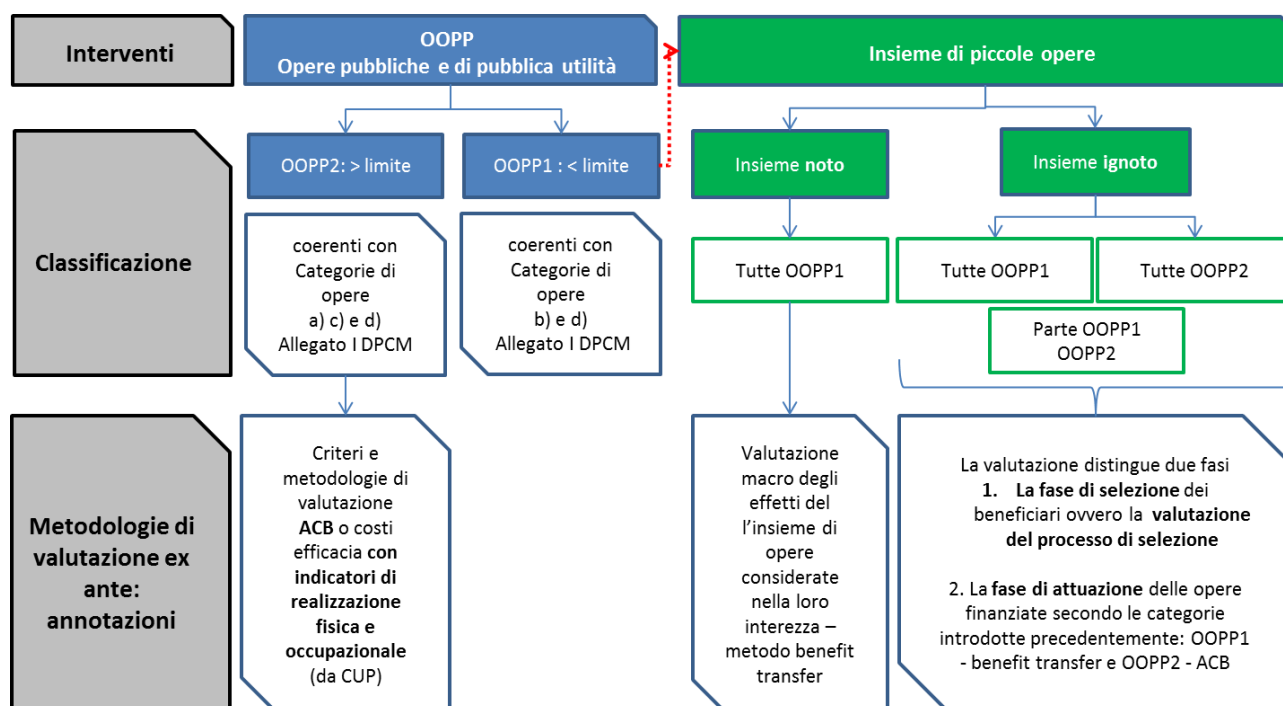 Interventi
OOPP
Opere pubbliche e di pubblica utilità
Insieme di piccole opere
Classificazione
OOPP2: > limite
OOPP1 : < limite
Insieme noto
Insieme ignoto
coerenti con
Categorie di
opere
a) c) e d)
Allegato I DPCM
coerenti con
Categorie di
opere
b) e d)
Allegato I DPCM
Tutte OOPP1
Tutte OOPP1
Tutte OOPP2
Parte OOPP1
OOPP2
Metodologie di
valutazione ex
ante:
annotazioni
Criteri e
metodologie di
valutazione
ACB o costi
efficacia con
indicatori di
realizzazione
fisica e
occupazionale
(da CUP)
Valutazione
macro degli
effetti del
l’insieme di
opere
considerate
nella loro
interezza –
metodo benefit
transfer
La valutazione distingue due fasi
1. La fase di selezione dei
beneficiari ovvero la valutazione
del processo di selezione
2. La fase di attuazione delle opere
finanziate secondo le categorie
introdotte precedentemente: OOPP1
- benefit transfer e OOPP2 - ACB